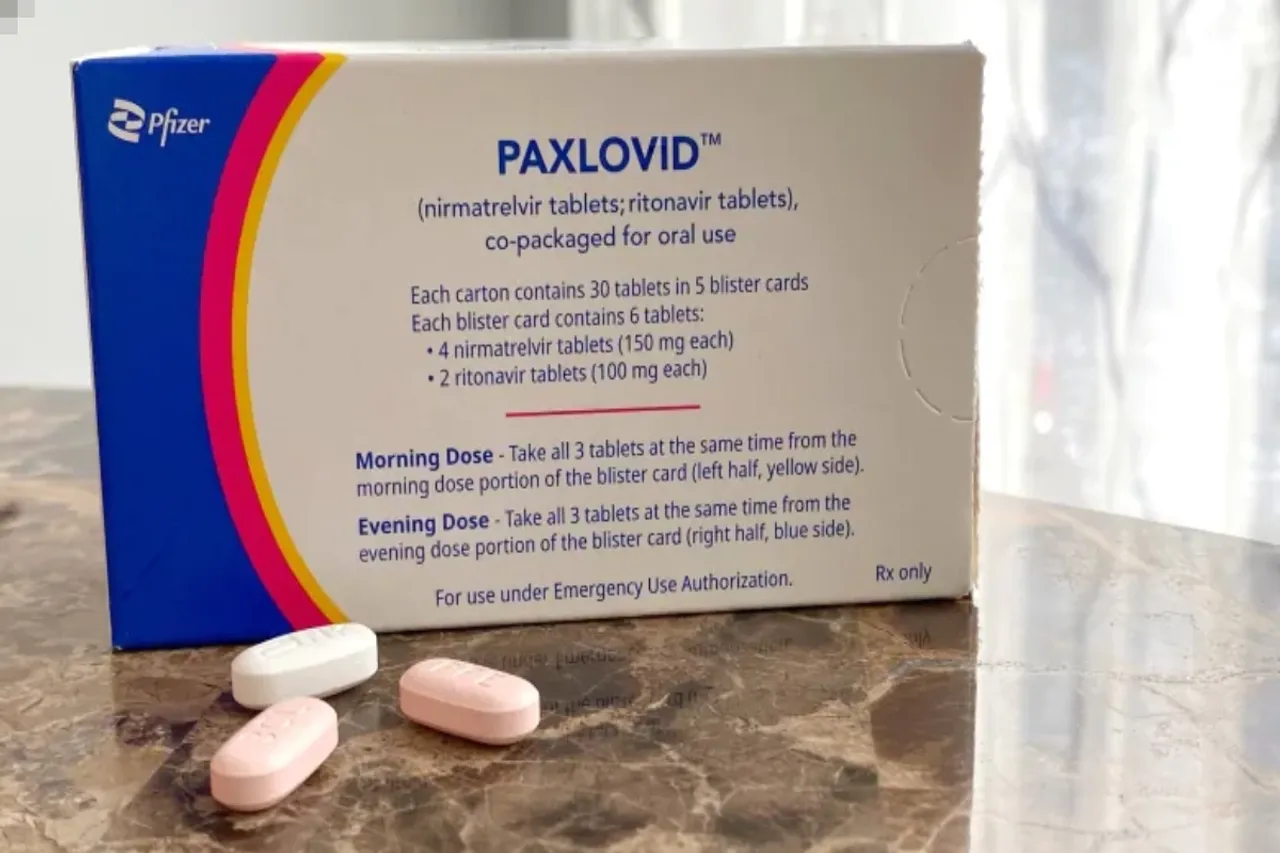 Pfizer
PAXLOVID™
(nirmatrelvir tablets; ritonavir tablets),
co-packaged for oral use
Each carton contains 30 tablets in 5 blister cards
Each blister card contains 6 tablets:
• 4 nirmatrelvir tablets (150 mg each)
• 2 ritonavir tablets (100 mg each)
Morning Dose - Take all 3 tablets at the same time from the
morning dose portion of the blister card (left half, yellow side).
Evening Dose - Take all 3 tablets at the same time from the
evening dose portion of the blister card (right half, blue side).
For use under Emergency Use Authorization.
Rx only